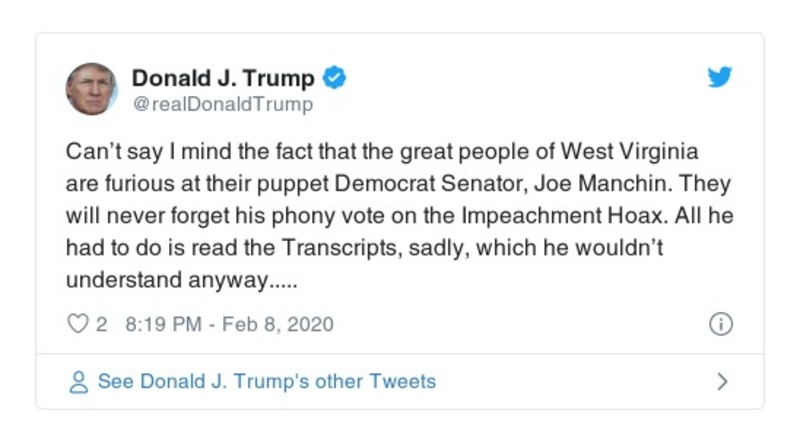 Donald J. Trump
@realDonaldTrump
Can’t say I mind the fact that the great people of West Virginia
are furious at their puppet Democrat Senator, Joe Manchin. They
will never forget his phony vote on the Impeachment Hoax. All he
had to do is read the Transcripts, sadly, which he wouldn’t
understand anyway.....
2 8:19 PM - Feb 8, 2020
See Donald J. Trump's other Tweets